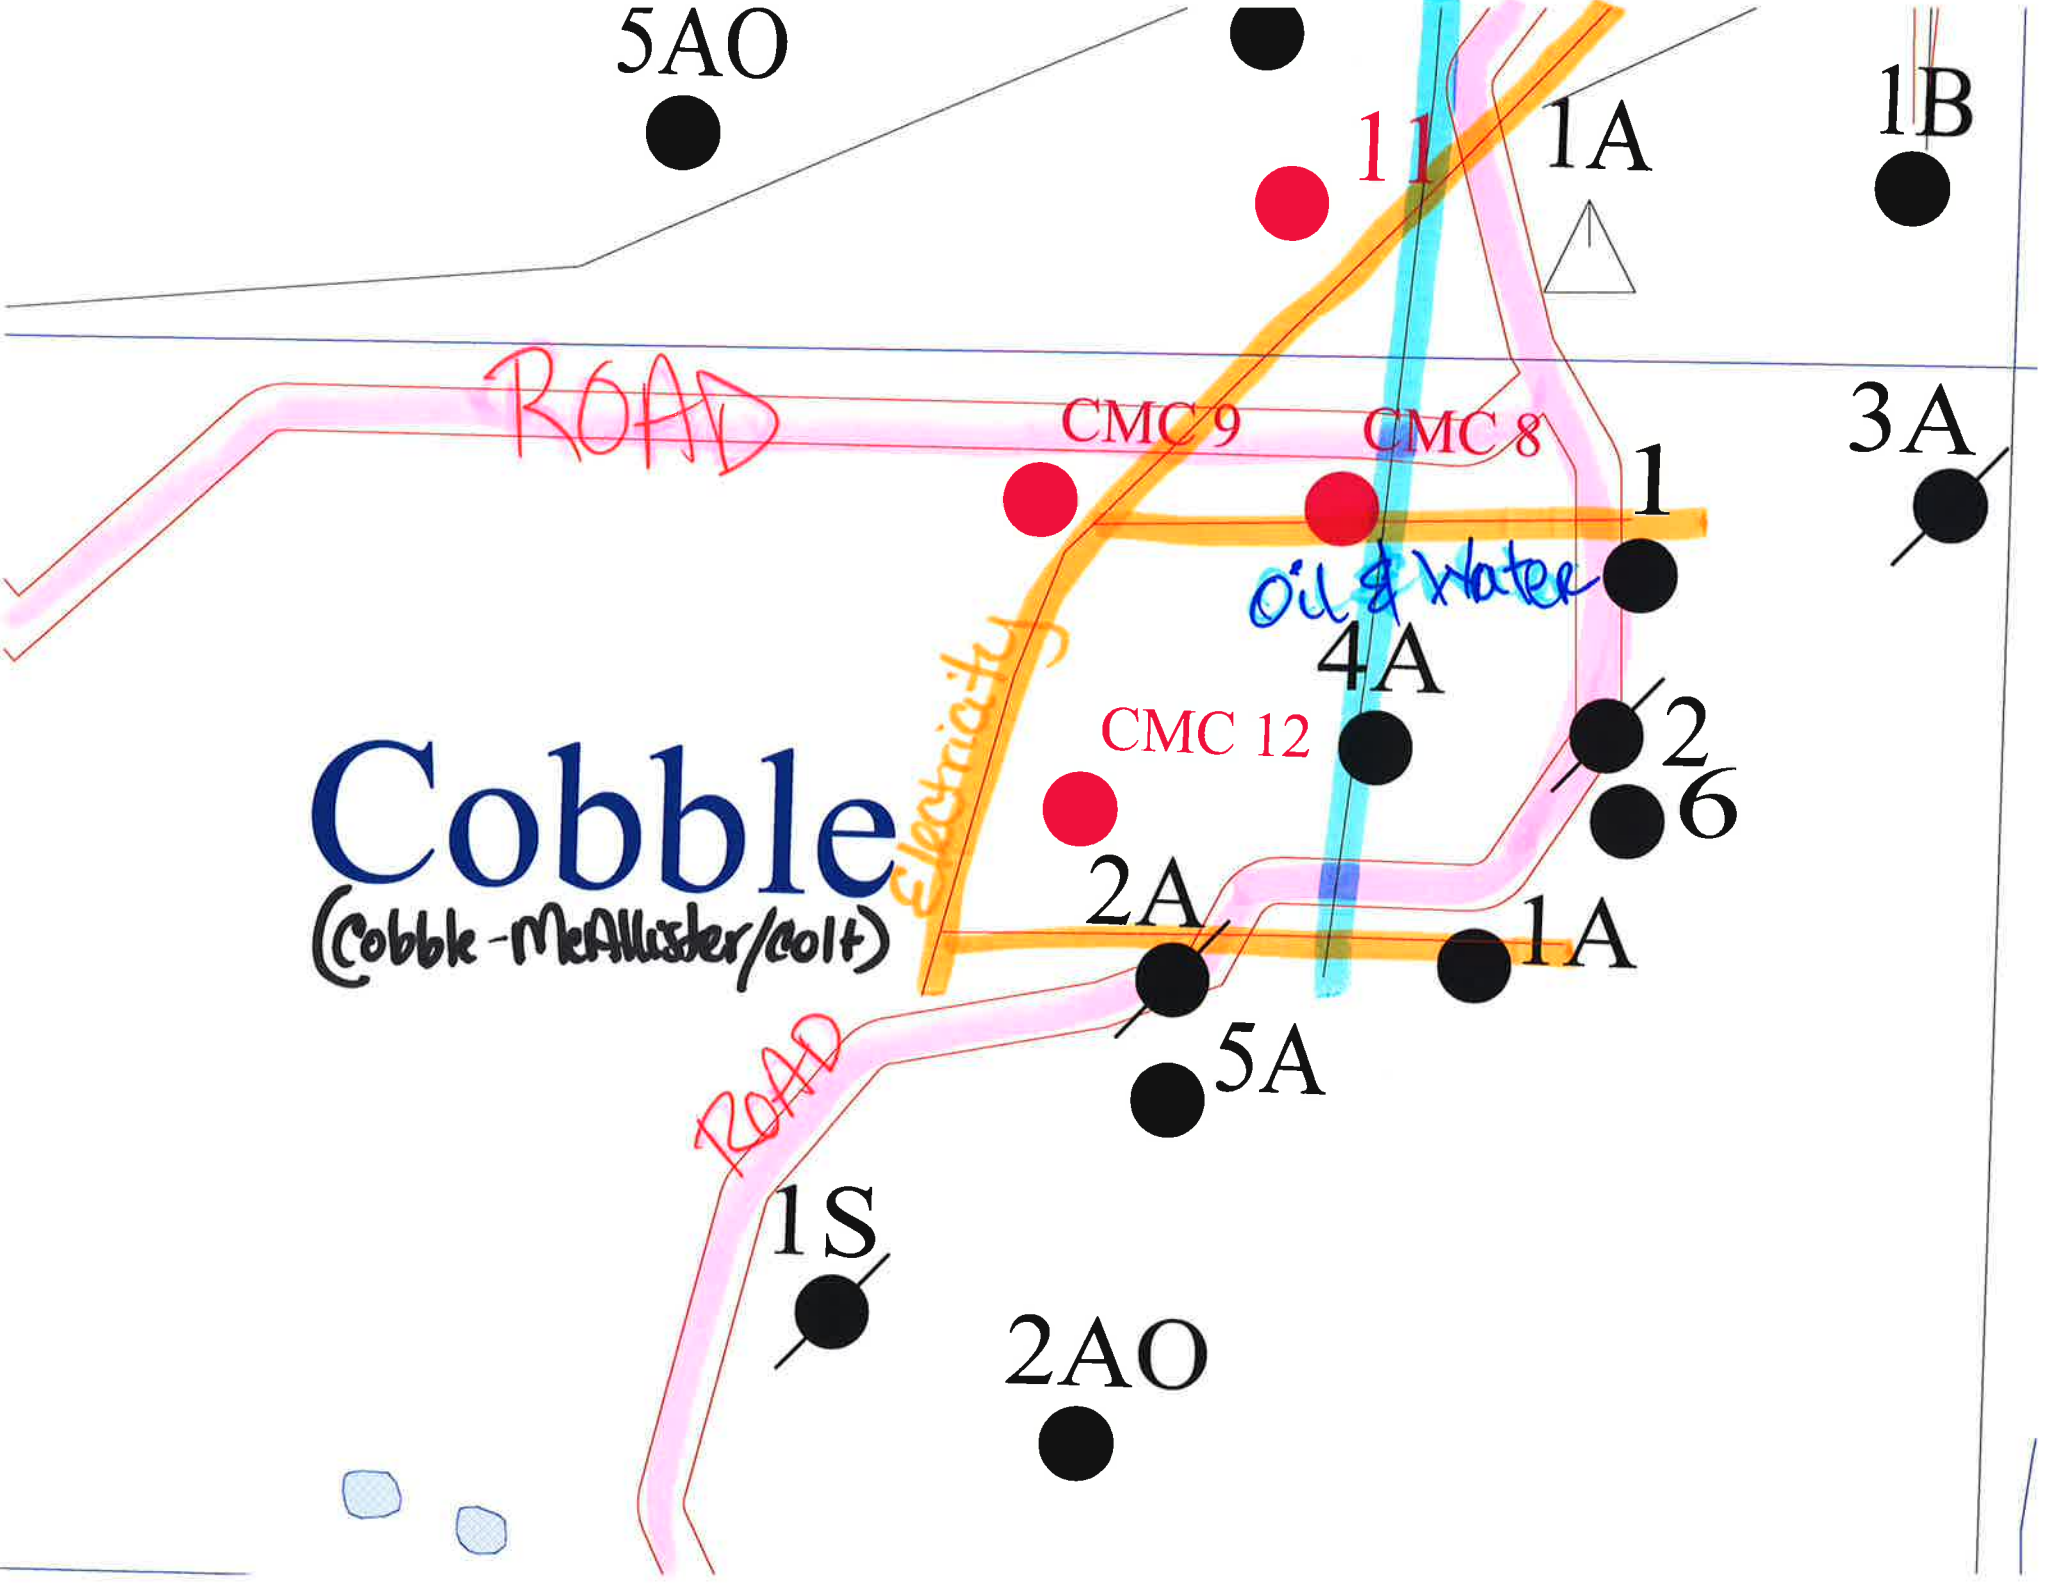 5AO
11
1A
1B
ROAD
CMC 9
CMC 8
3A
1
Oil & Water
4A
Electricity
CMC 12
2
6
Cobble
(Cobble-McAllister/Colt)
2A
1A
ROAD
5A
1S
2AO